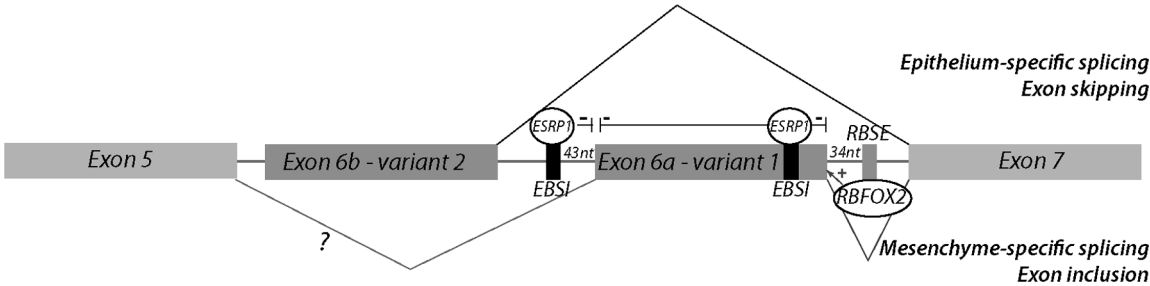 Epithelium-specific splicing
Exon skipping
ESRP1
-
-
ESRP1
-
RBSE
Exon 5
Exon 6b - variant 2
43nt
Exon 6a - variant 1
34nt
Exon 7
+
EBSI
EBSI
RBFOX2
?
Mesenchyme-specific splicing
Exon inclusion